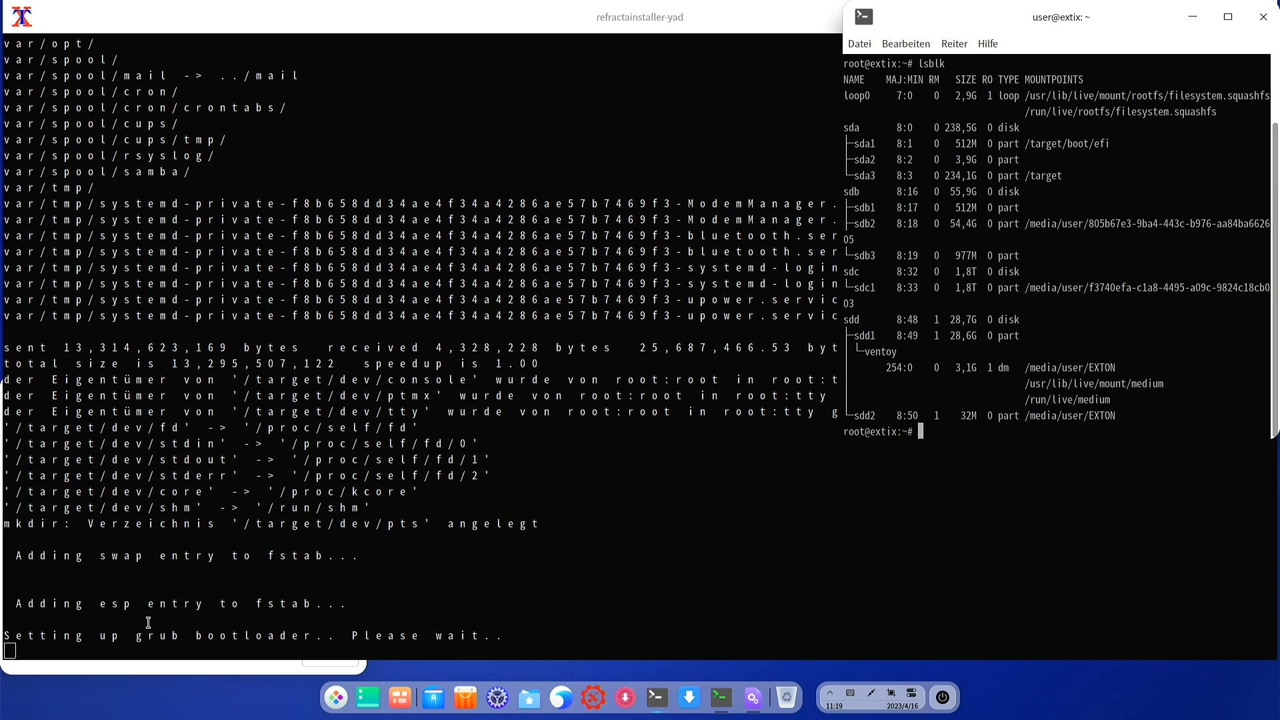 refractainstaller-yad
var/opt/
var/spool/
var/spool/mail -> ../mail
var/spool/cron/
var/spool/cron/crontabs/
var/spool/cups/
var/spool/cups/tmp/
var/spool/rsyslog/
var/spool/samba/
var/tmp/
var/tmp/systemd-private-f8b658dd34ae4f34a4286ae57b7469f3-ModemManager.
var/tmp/systemd-private-f8b658dd34ae4f34a4286ae57b7469f3-ModemManager.
var/tmp/systemd-private-f8b658dd34ae4f34a4286ae57b7469f3-bluetooth.ser
var/tmp/systemd-private-f8b658dd34ae4f34a4286ae57b7469f3-bluetooth.ser
var/tmp/systemd-private-f8b658dd34ae4f34a4286ae57b7469f3-systemd-login
var/tmp/systemd-private-f8b658dd34ae4f34a4286ae57b7469f3-systemd-login
var/tmp/systemd-private-f8b658dd34ae4f34a4286ae57b7469f3-upower.servic
var/tmp/systemd-private-f8b658dd34ae4f34a4286ae57b7469f3-upower.servic
sent 13,314,623,169 bytes  received 4,328,228 bytes  25,687,466.53 byt
total size is 13,295,507,122  speedup is 1.00
der Eigentümer von '/target/dev/console' wurde von root:root in root:t
der Eigentümer von '/target/dev/ptmx' wurde von root:root in root:tty
der Eigentümer von '/target/dev/tty' wurde von root:root in root:tty g
'/target/dev/fd' -> '/proc/self/fd'
'/target/dev/stdin' -> '/proc/self/fd/0'
'/target/dev/stdout' -> '/proc/self/fd/1'
'/target/dev/stderr' -> '/proc/self/fd/2'
'/target/dev/core' -> '/proc/kcore'
'/target/dev/shm' -> '/run/shm'
mkdir: Verzeichnis '/target/dev/pts' angelegt
Adding swap entry to fstab...
Adding esp entry to fstab...
Setting up grub bootloader.. Please wait..
user@extix: ~
Datei Bearbeiten Reiter Hilfe
root@extix:~# lsblk
NAME MAJ:MIN RM SIZE RO TYPE MOUNTPOINTS
loop0 7:0 0 2,9G 1 loop /usr/lib/live/mount/rootfs/filesystem.squashfs
/run/live/rootfs/filesystem.squashfs
sda 8:0 0 238,5G 0 disk
├─sda1 8:1 0 512M 0 part /target/boot/efi
├─sda2 8:2 0 3,9G 0 part
└─sda3 8:3 0 234,1G 0 part /target
sdb 8:16 0 55,9G 0 disk
├─sdb1 8:17 0 512M 0 part
├─sdb2 8:18 0 54,4G 0 part /media/user/805b67e3-9ba4-443c-b976-aa84ba6626
05
└─sdb3 8:19 0 977M 0 part
sdc 8:32 0 1,8T 0 disk
└─sdc1 8:33 0 1,8T 0 part /media/user/f3740efa-c1a8-4495-a09c-9824c18cb0
03
sdd 8:48 1 28,7G 0 disk
├─sdd1 8:49 1 28,6G 0 part
│ └─ventoy
254:0 0 3,1G 1 dm /media/user/EXTON
/usr/lib/live/mount/medium
/run/live/medium
└─sdd2 8:50 1 32M 0 part /media/user/EXTON
root@extix:~#
11:19
2023/4/16